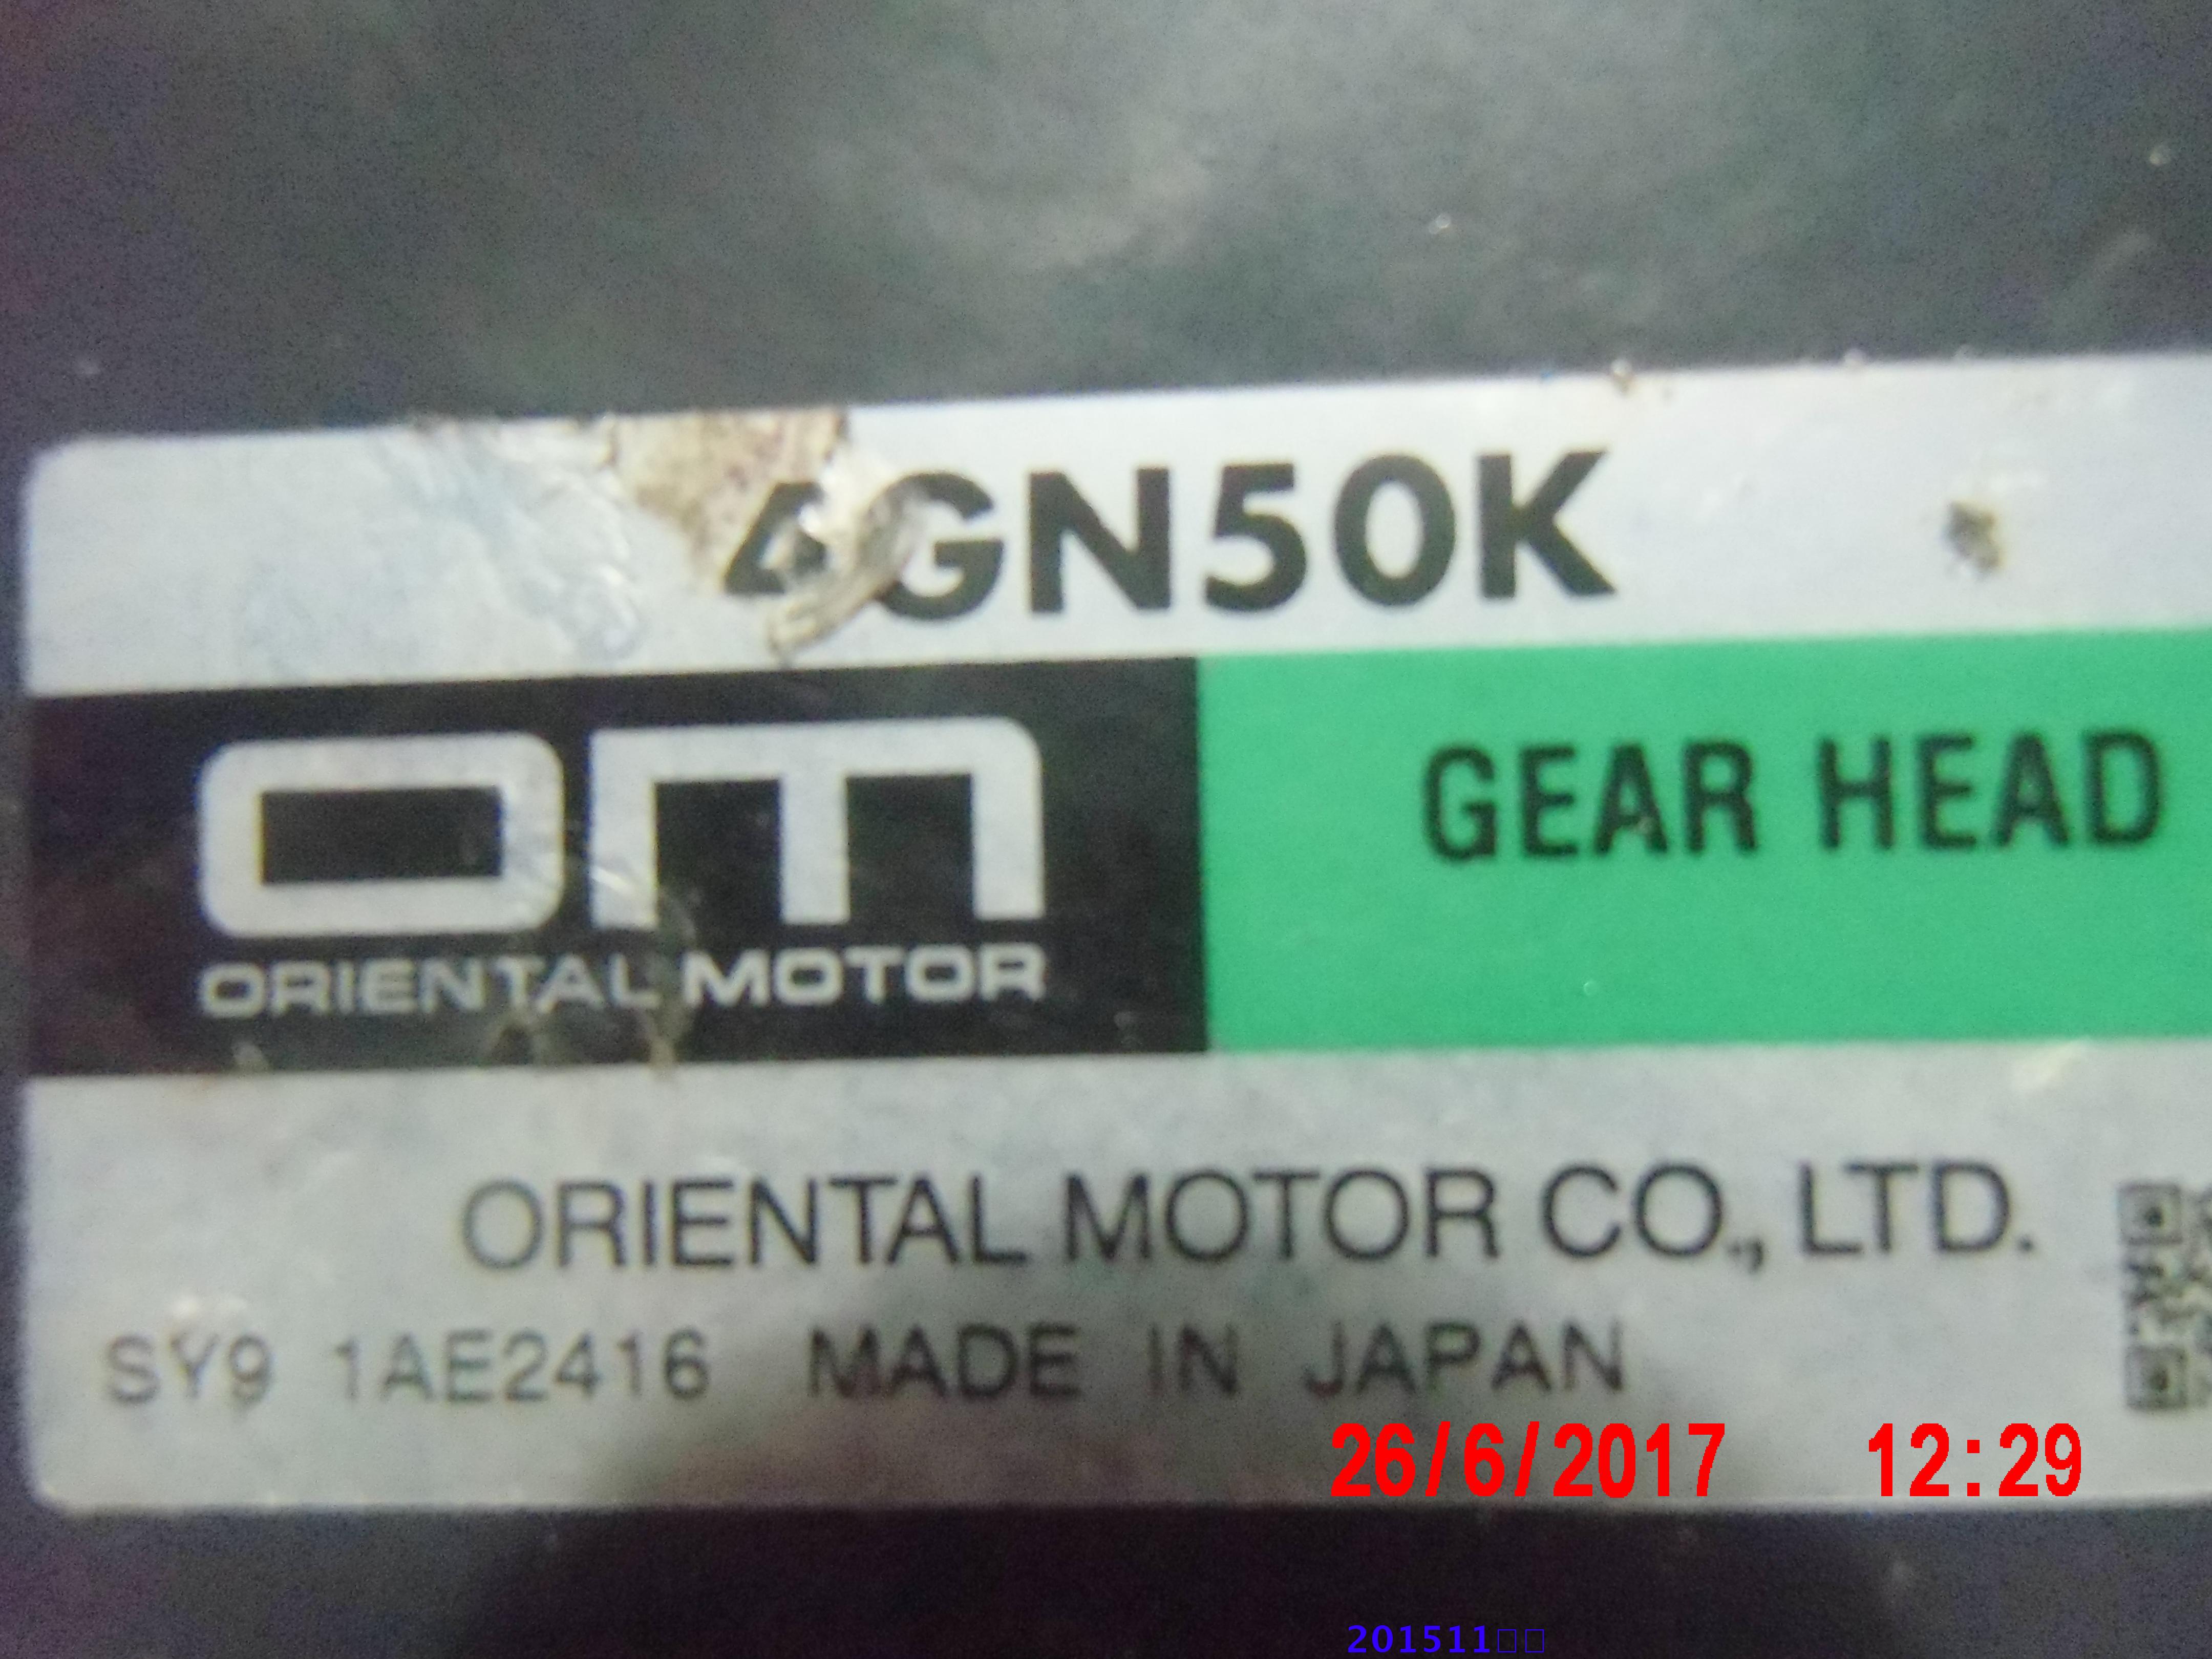 4GN50K
om
GEAR HEAD
ORIENTAL MOTOR
ORIENTAL MOTOR CO., LTD.
SY9 1AE2416 MADE IN JAPAN
26/6/2017 12:29
201511□□